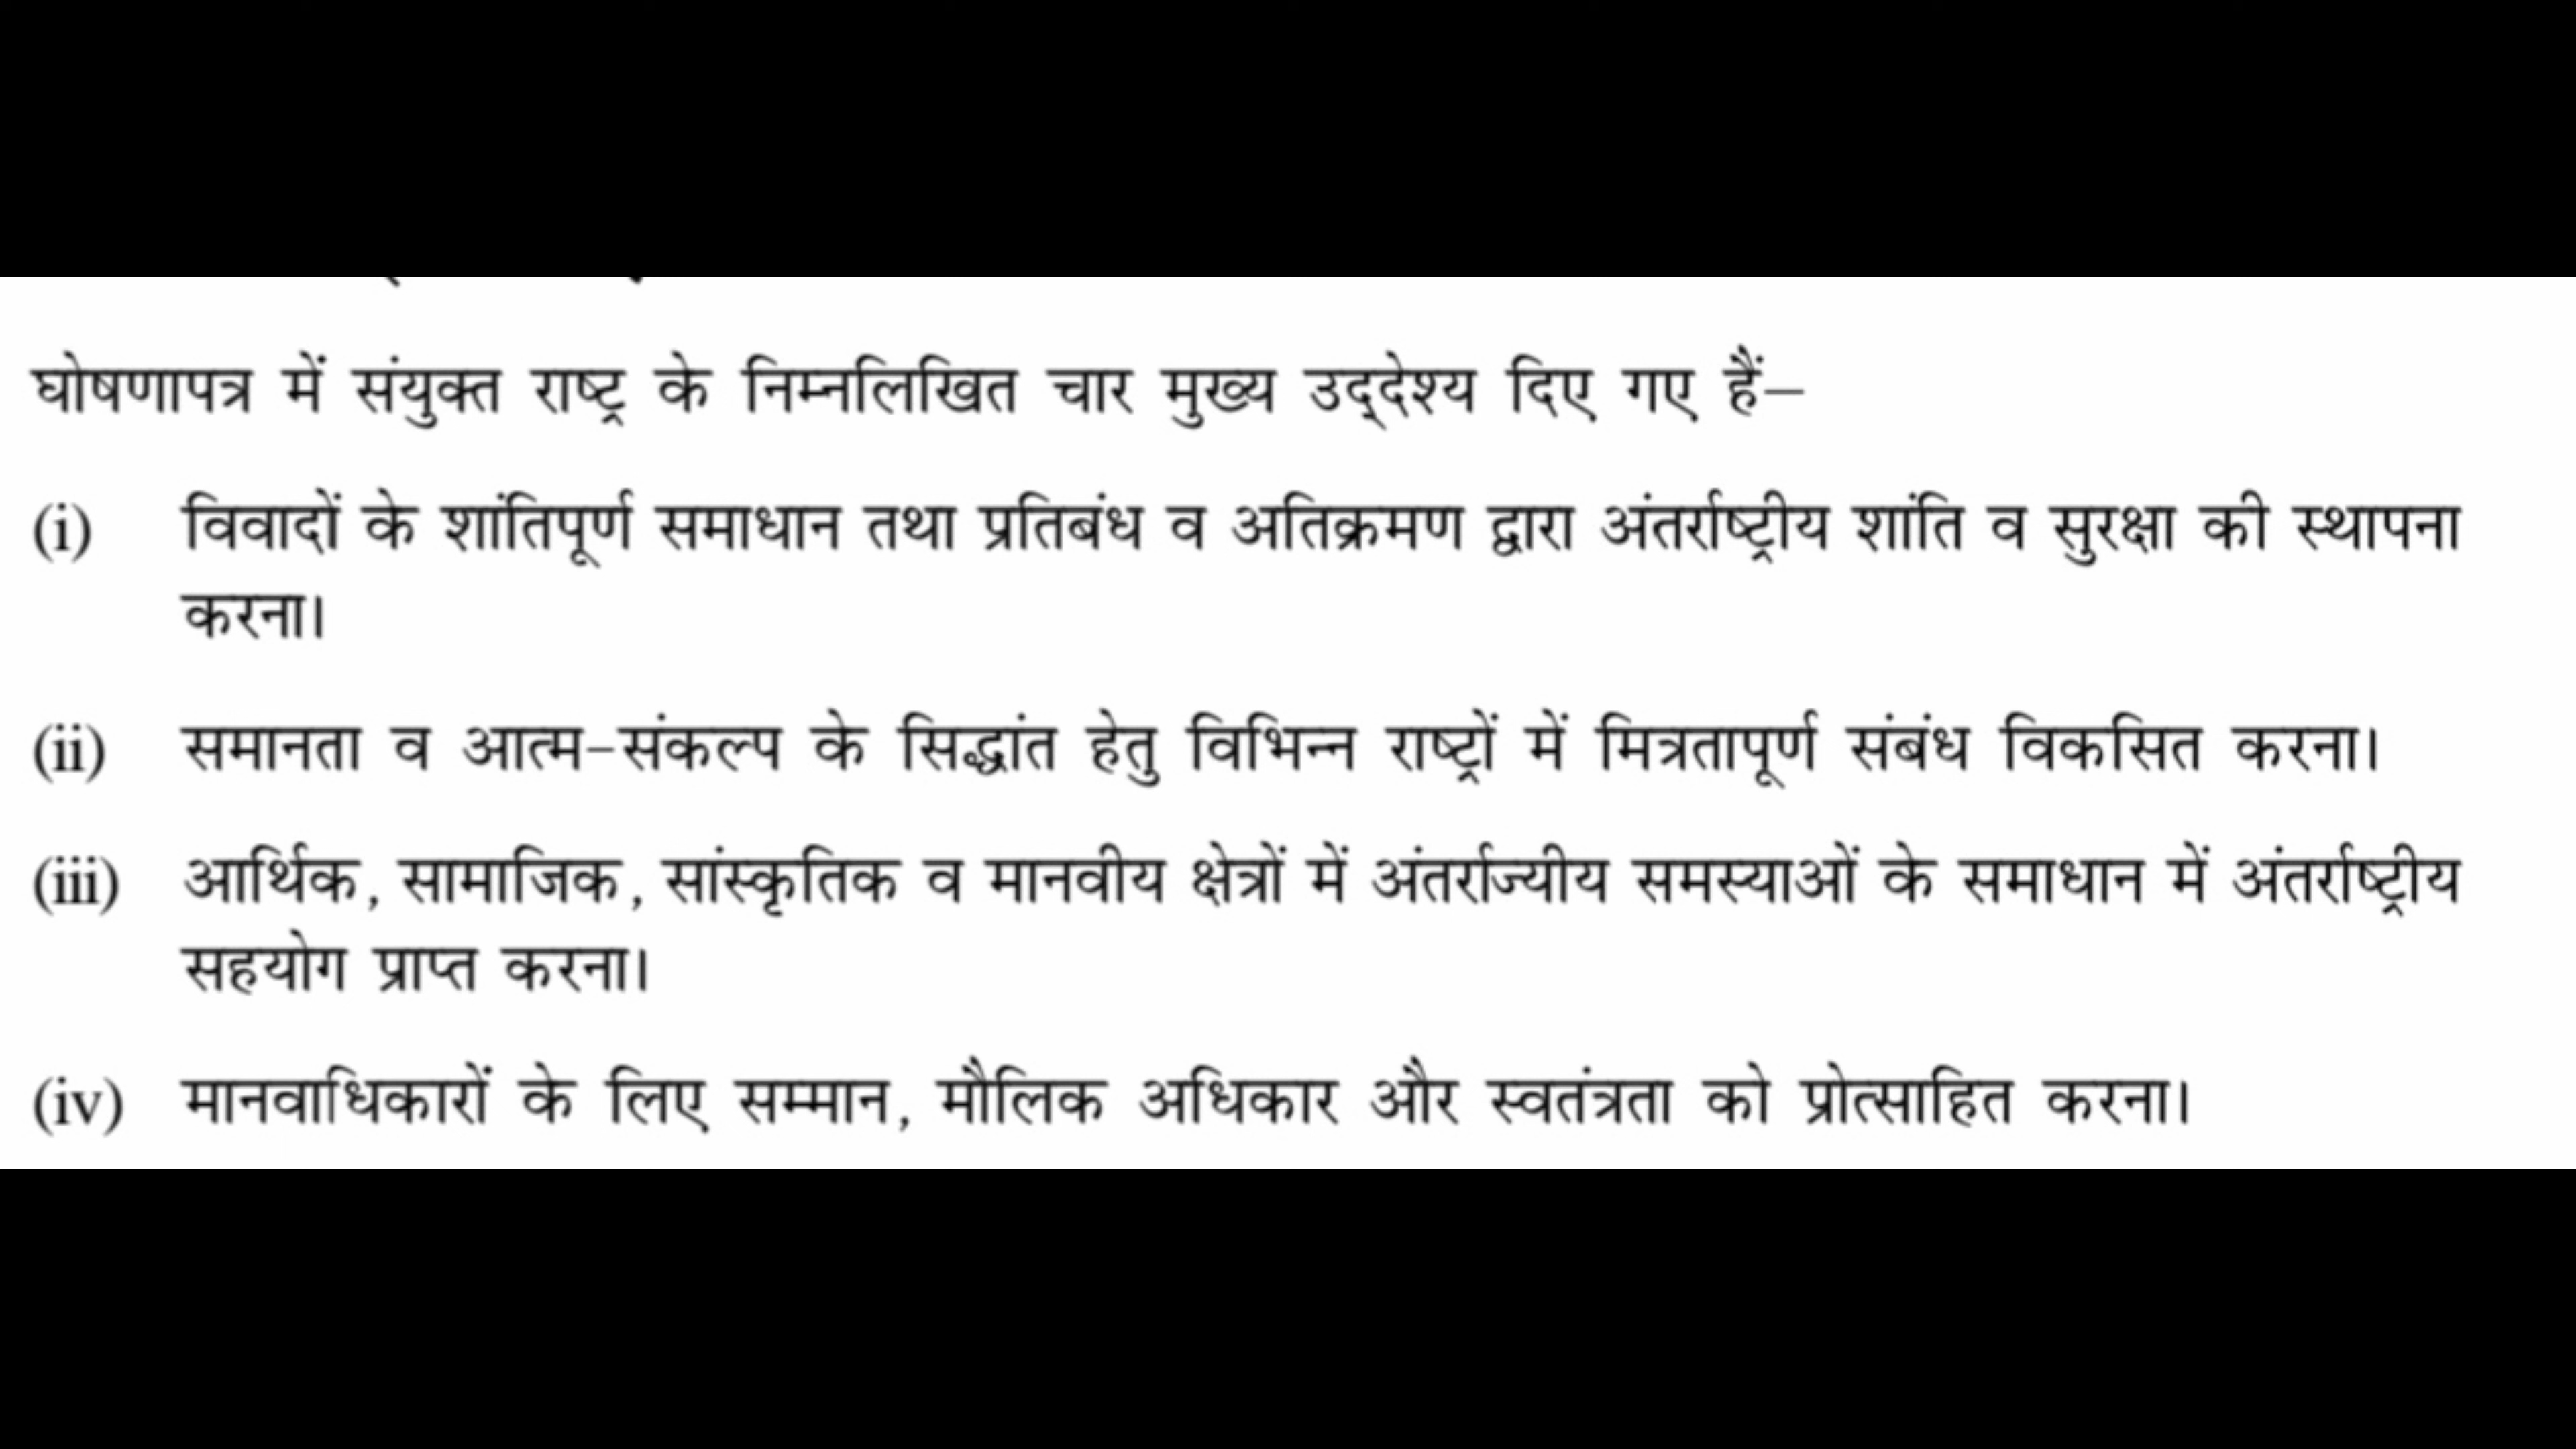 घोषणापत्र में संयुक्त राष्ट्र के निम्नलिखित चार मुख्य उद्‌देश्य दिए गए हैं–
(i) विवादों के शांतिपूर्ण समाधान तथा प्रतिबंध व अतिक्रमण द्वारा अंतर्राष्ट्रीय शांति व सुरक्षा की स्थापना
करना।
(ii) समानता व आत्म-संकल्प के सिद्धांत हेतु विभिन्न राष्ट्रों में मित्रतापूर्ण संबंध विकसित करना।
(iii) आर्थिक, सामाजिक, सांस्कृतिक व मानवीय क्षेत्रों में अंतर्राज्यीय समस्याओं के समाधान में अंतर्राष्ट्रीय
सहयोग प्राप्त करना।
(iv) मानवाधिकारों के लिए सम्मान, मौलिक अधिकार और स्वतंत्रता को प्रोत्साहित करना।